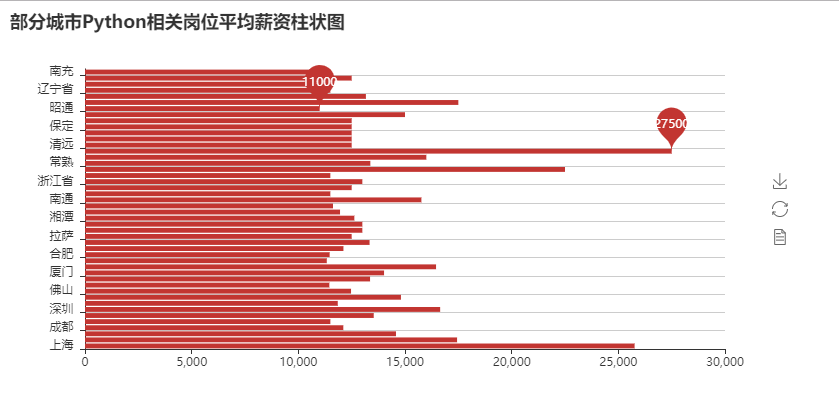 部分城市Python相关岗位平均薪资柱状图
南充
辽宁省
昭通
保定
清远
常熟
浙江省
南通
湘潭
拉萨
合肥
厦门
佛山
深圳
成都
上海
11000
27500
0
5,000
10,000
15,000
20,000
25,000
30,000